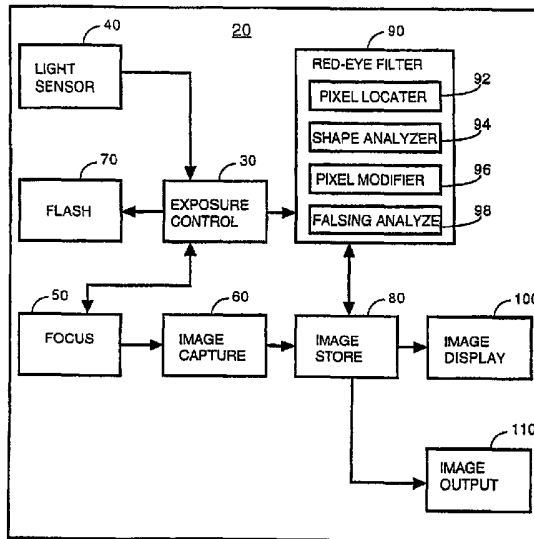 40
20
90
LIGHT
SENSOR
RED-EYE FILTER
PIXEL LOCATER
92
SHAPE ANALYZER
94
PIXEL MODIFIER
96
FALSING ANALYZE
98
70
FLASH
30
EXPOSURE
CONTROL
50
FOCUS
60
IMAGE
CAPTURE
80
IMAGE
STORE
100
IMAGE
DISPLAY
110
IMAGE
OUTPUT